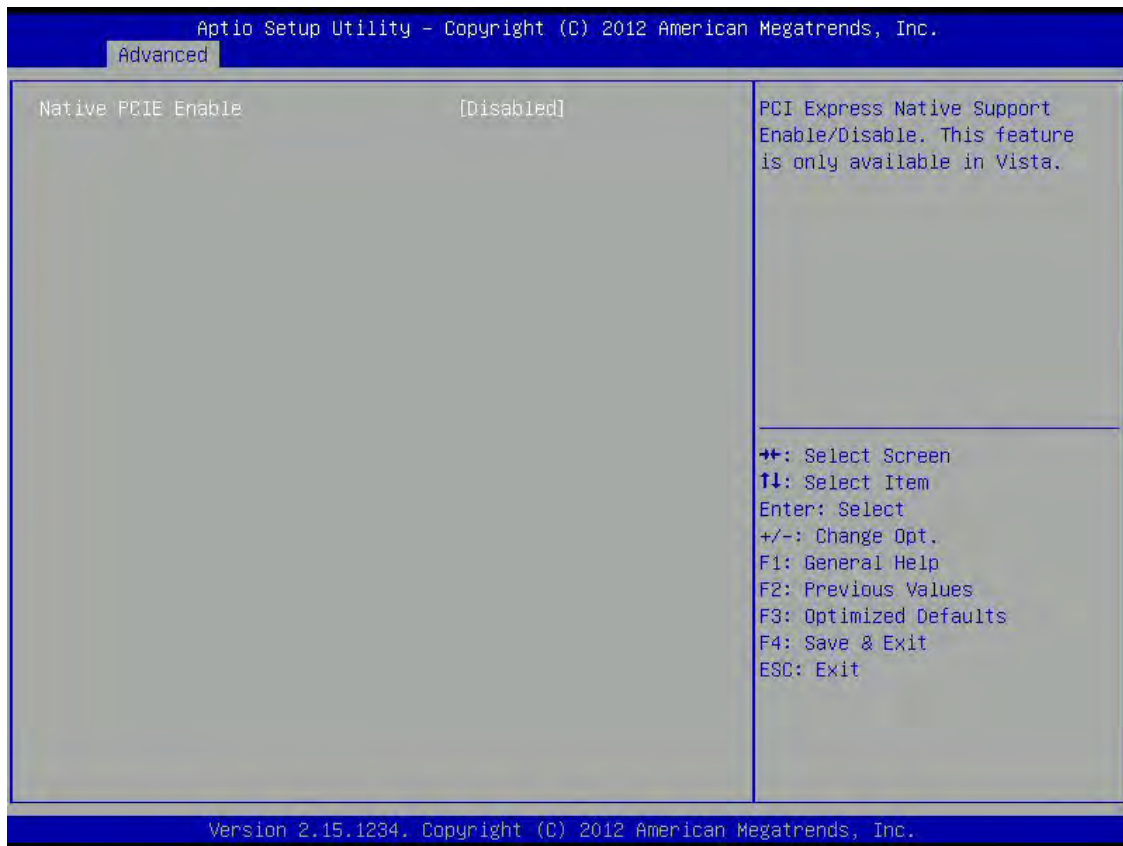 Aptio Setup Utility – Copyright (C) 2012 American Megatrends, Inc.
Advanced
Native PCIE Enable [Disabled]
PCI Express Native Support
Enable/Disable. This feature
is only available in Vista.
→←: Select Screen
↑↓: Select Item
Enter: Select
+/-: Change Opt.
F1: General Help
F2: Previous Values
F3: Optimized Defaults
F4: Save & Exit
ESC: Exit
Version 2.15.1234. Copyright (C) 2012 American Megatrends, Inc.